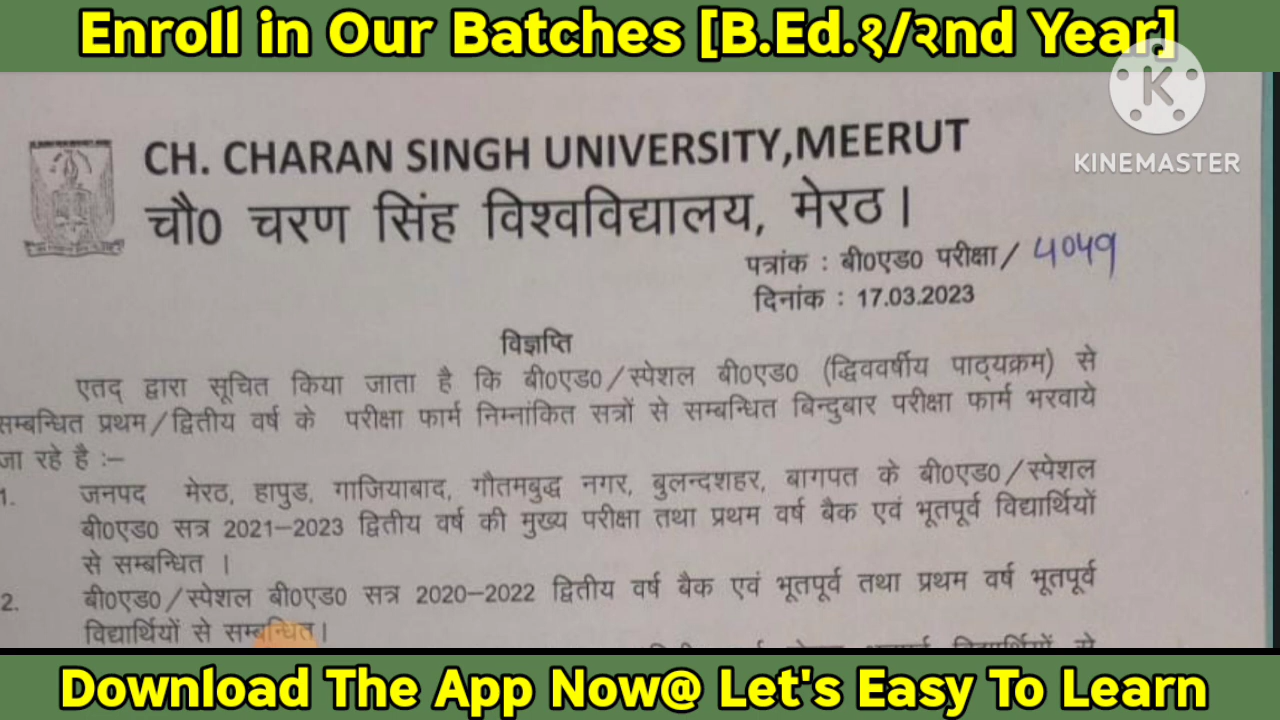 Enroll in Our Batches [B.Ed.१/२nd Year]
K
KINEMASTER
CH. CHARAN SINGH UNIVERSITY,MEERUT
चौ0 चरण सिंह विश्वविद्यालय, मेरठ।
पत्रांक : बी0एड0 परीक्षा/ 4049
दिनांक : 17.03.2023
विज्ञप्ति
एतद् द्वारा सूचित किया जाता है कि बी0एड0/स्पेशल बी0एड0 (द्विववर्षीय पाठ्यक्रम) से
सम्बन्धित प्रथम/द्वितीय वर्ष के परीक्षा फार्म निम्नांकित सत्रों से सम्बन्धित बिन्दुबार परीक्षा फार्म भरवाये
जा रहे है :–
1. जनपद मेरठ, हापुड़, गाजियाबाद, गौतमबुद्ध नगर, बुलन्दशहर, बागपत के बी0एड0/स्पेशल
बी0एड0 सत्र 2021–2023 द्वितीय वर्ष की मुख्य परीक्षा तथा प्रथम वर्ष बैक एवं भूतपूर्व विद्यार्थियों
से सम्बन्धित ।
2. बी0एड0/स्पेशल बी0एड0 सत्र 2020–2022 द्वितीय वर्ष बैक एवं भूतपूर्व तथा प्रथम वर्ष भूतपूर्व
विद्यार्थियों से सम्बन्धित।
Download The App Now@ Let's Easy To Learn